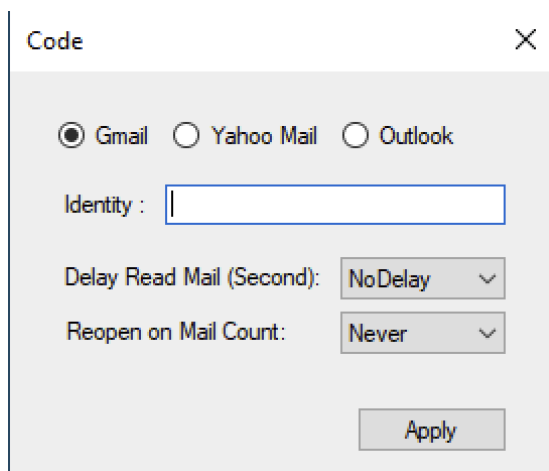 Code
Gmail Yahoo Mail Outlook
Identity :
Delay Read Mail (Second): NoDelay
Reopen on Mail Count: Never
Apply